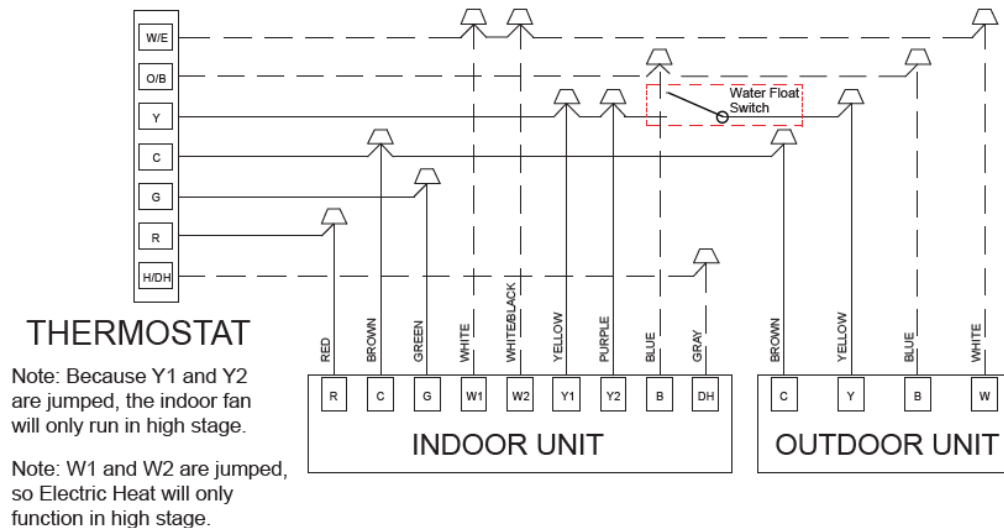 W/E
O/B
Y
C
G
R
H/DH
Water Float
Switch
THERMOSTAT
Note: Because Y1 and Y2
are jumped, the indoor fan
will only run in high stage.
Note: W1 and W2 are jumped,
so Electric Heat will only
function in high stage.
RED
BROWN
GREEN
WHITE
WHITE/BLACK
YELLOW
PURPLE
BLUE
GRAY
BROWN
YELLOW
BLUE
WHITE
R C G W1 W2 Y1 Y2 B DH
INDOOR UNIT
C Y B W
OUTDOOR UNIT